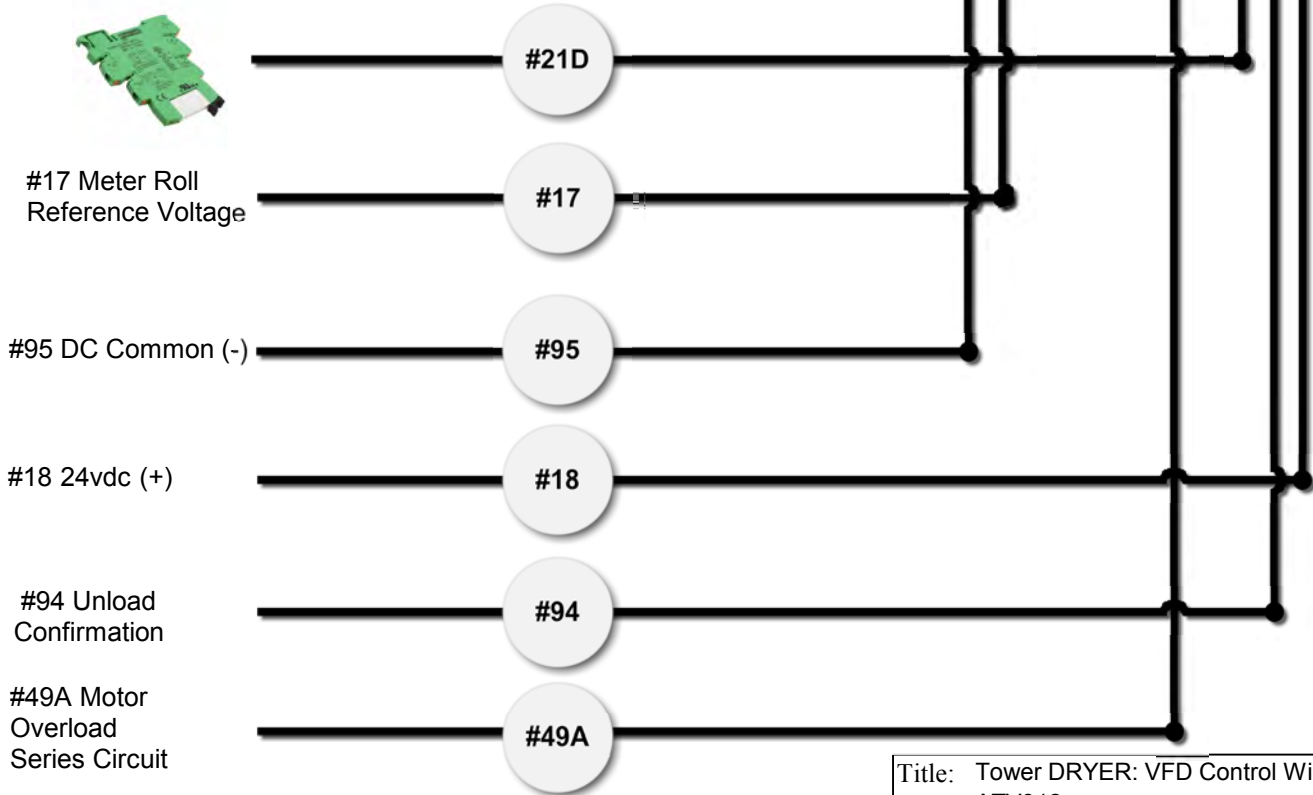 #21D
#17 Meter Roll
Reference Voltage
#17
#95 DC Common (-)
#95
#18 24vdc (+)
#18
#94 Unload
Confirmation
#94
#49A Motor
Overload
Series Circuit
#49A
Title: Tower DRYER: VFD Control Wi